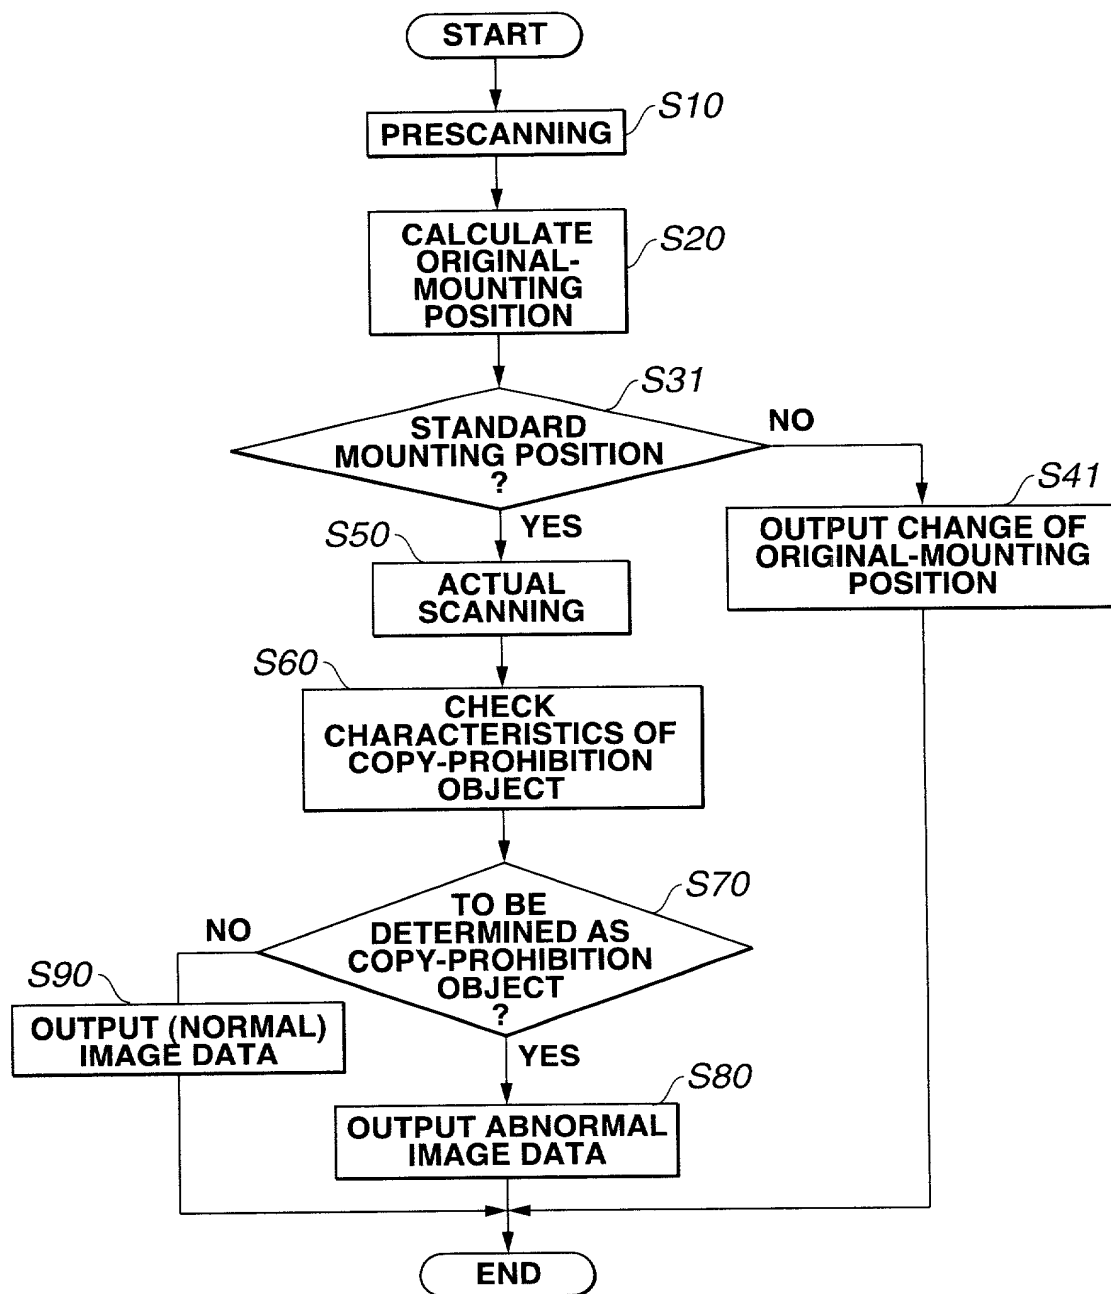 START
S10
PRESCANNING
S20
CALCULATE
ORIGINAL-
MOUNTING
POSITION
S31
STANDARD
MOUNTING POSITION
?
NO
YES
S41
OUTPUT CHANGE OF
ORIGINAL-MOUNTING
POSITION
S50
ACTUAL
SCANNING
S60
CHECK
CHARACTERISTICS OF
COPY-PROHIBITION
OBJECT
S70
TO BE
DETERMINED AS
COPY-PROHIBITION
OBJECT
?
NO
YES
S90
OUTPUT (NORMAL)
IMAGE DATA
S80
OUTPUT ABNORMAL
IMAGE DATA
END